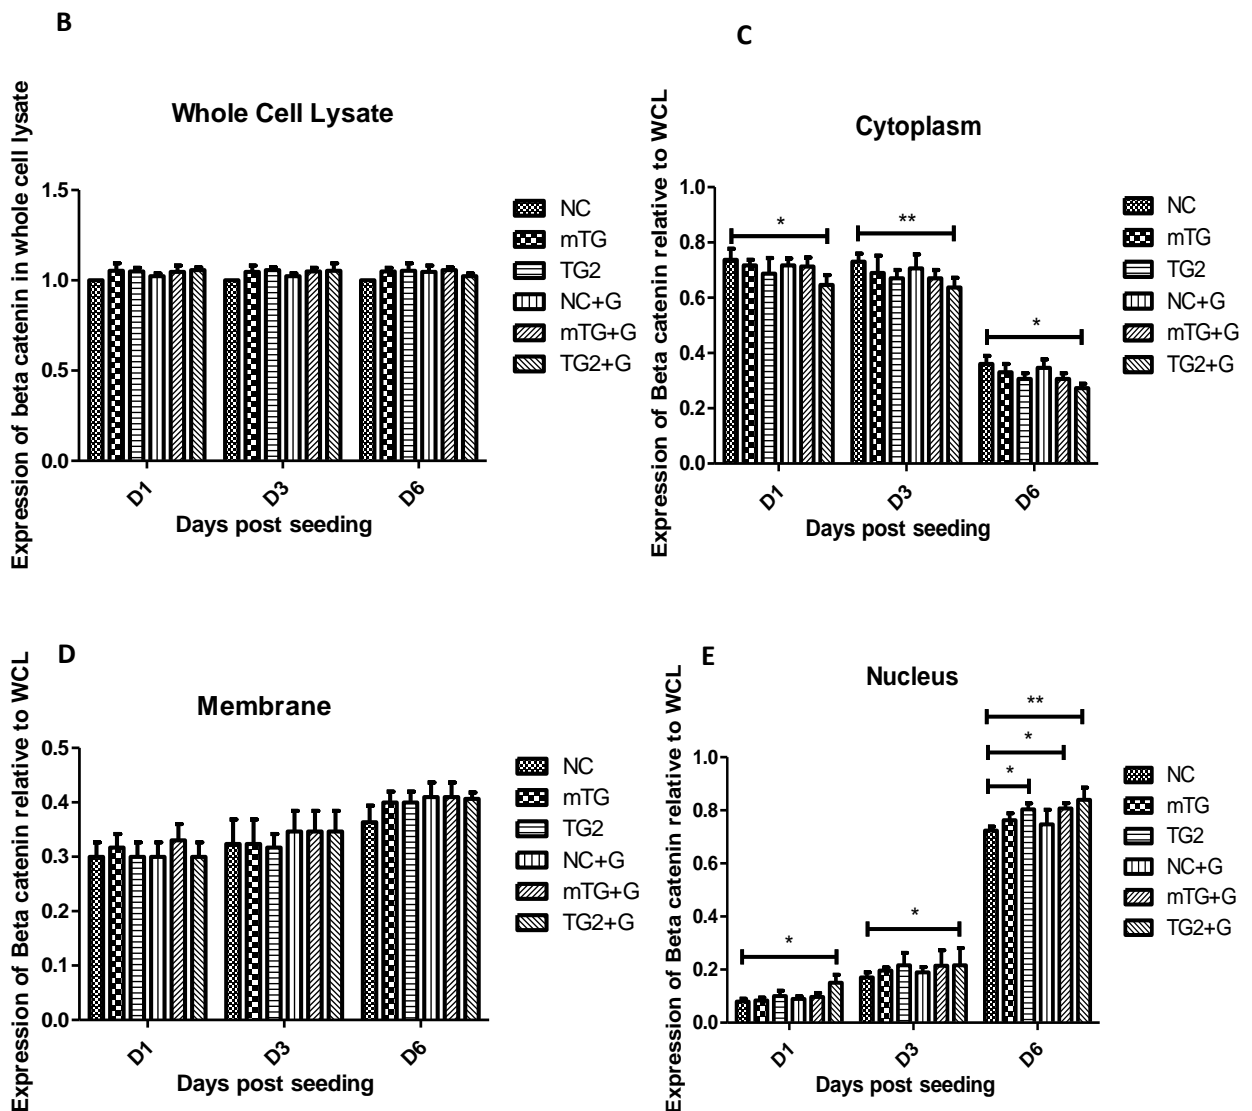 B
Whole Cell Lysate
Expression of beta catenin in whole cell lysate
1.5
1.0
0.5
0.0
D1
D3
D6
Days post seeding
NC
mTG
TG2
NC+G
mTG+G
TG2+G
C
Cytoplasm
Expression of Beta catenin relative to WCL
1.0
0.8
0.6
0.4
0.2
0.0
*
**
*
D1
D3
D6
Days post seeding
NC
mTG
TG2
NC+G
mTG+G
TG2+G
D
Membrane
Expression of Beta catenin relative to WCL
0.5
0.4
0.3
0.2
0.1
0.0
D1
D3
D6
Days post seeding
NC
mTG
TG2
NC+G
mTG+G
TG2+G
E
Nucleus
Expression of Beta catenin relative to WCL
1.0
0.8
0.6
0.4
0.2
0.0
*
*
**
*
*
D1
D3
D6
Days post seeding
NC
mTG
TG2
NC+G
mTG+G
TG2+G